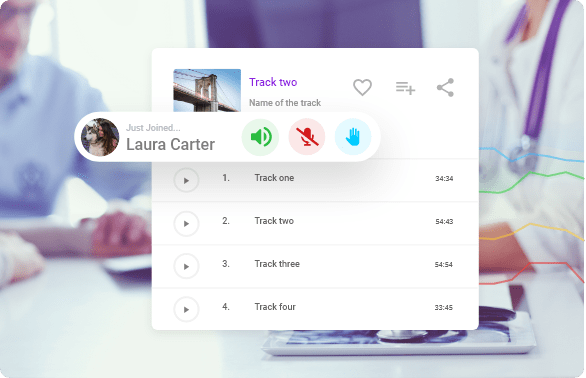 Track two
Name of the track
Just Joined...
Laura Carter
1. Track one 34:34
2. Track two 54:43
3. Track three 54:54
4. Track four 33:45